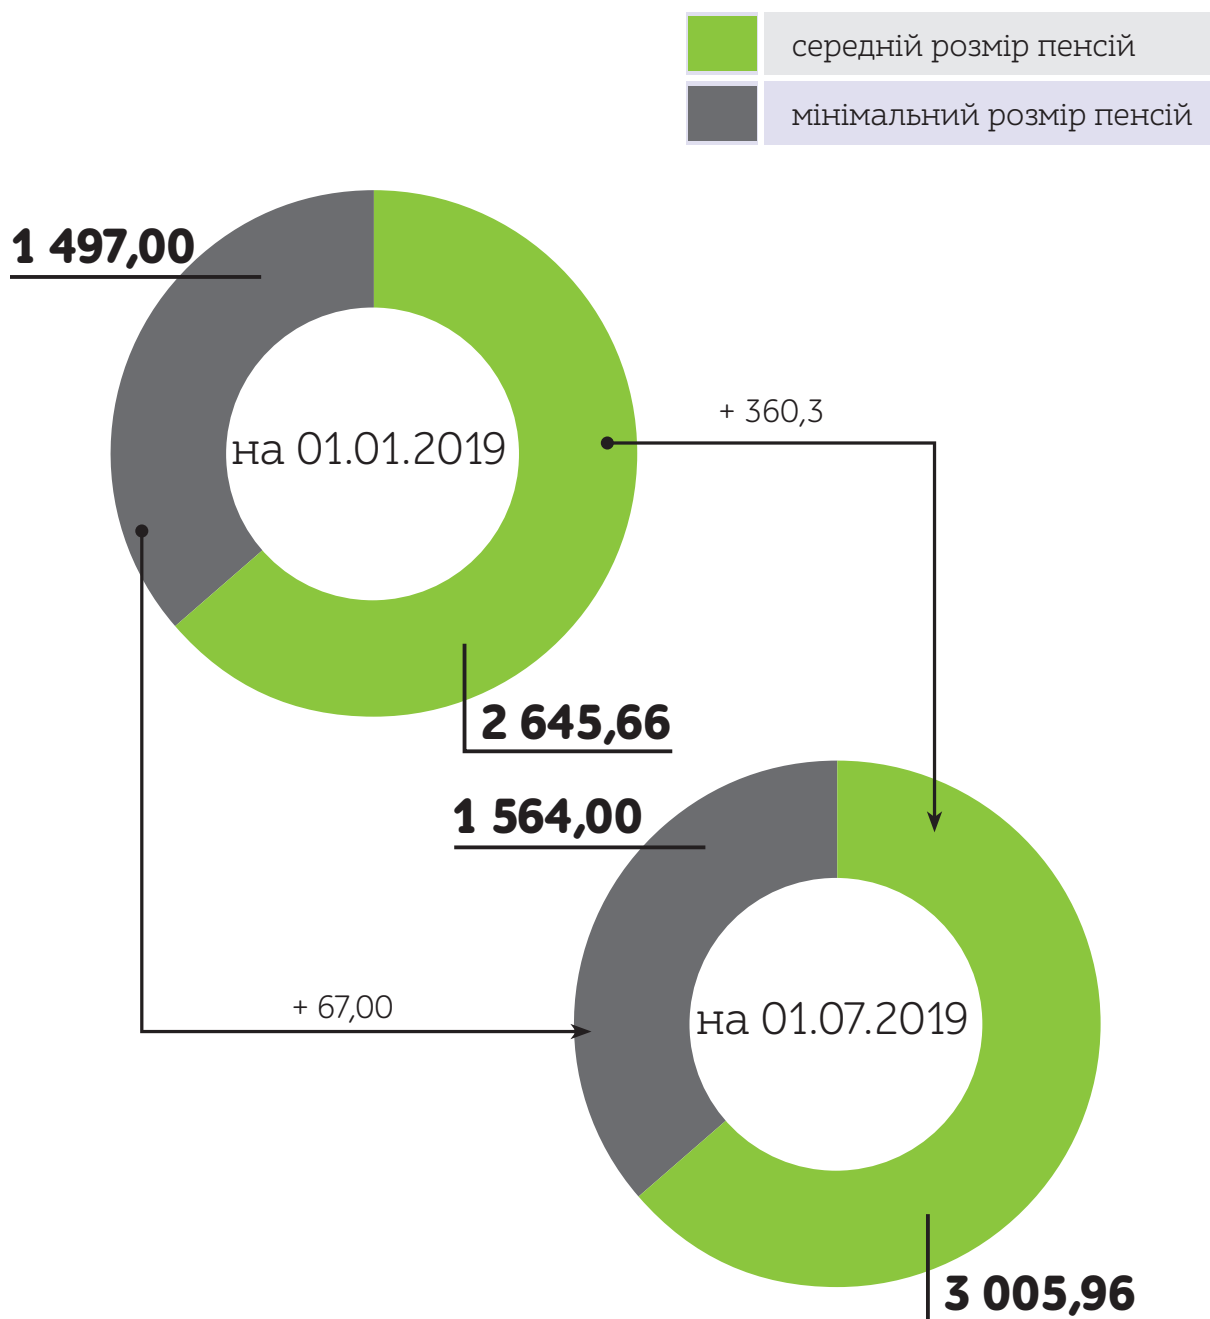 середній розмір пенсій
мінімальний розмір пенсій
1 497,00
+ 360,3
на 01.01.2019
2 645,66
1 564,00
+ 67,00
на 01.07.2019
3 005,96